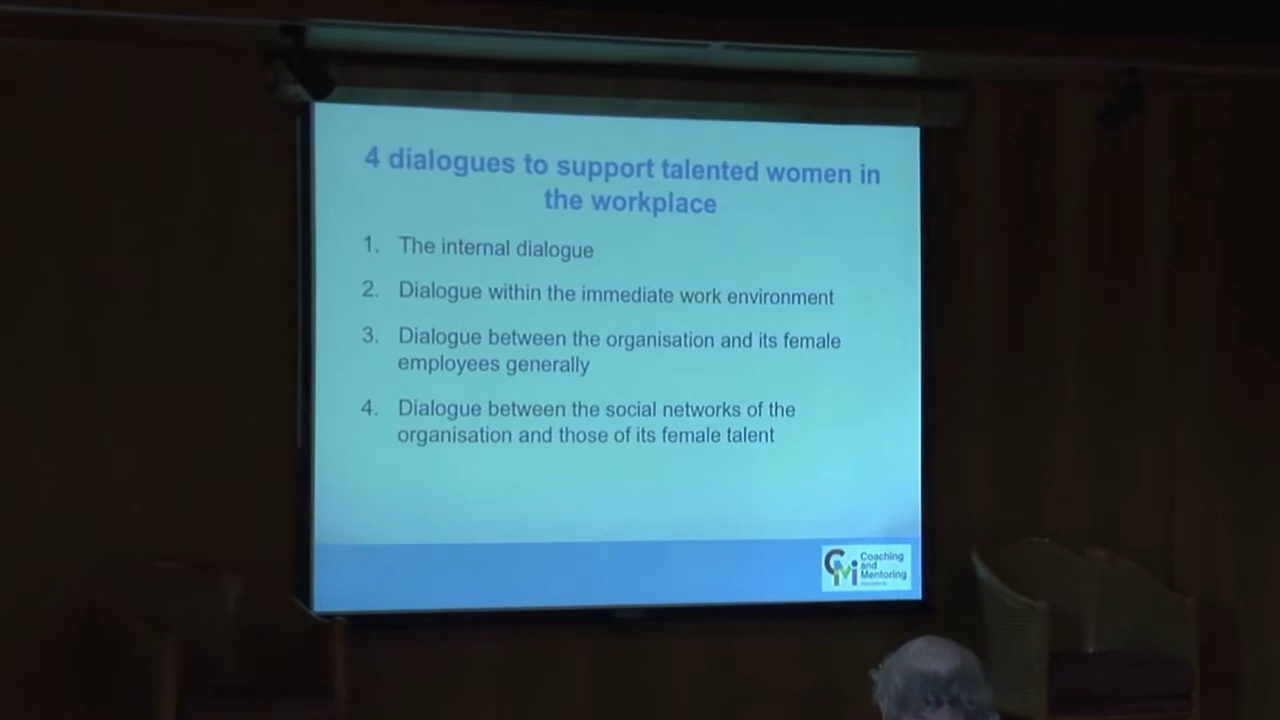 4 dialogues to support talented women in
the workplace
1. The internal dialogue
2. Dialogue within the immediate work environment
3. Dialogue between the organisation and its female
employees generally
4. Dialogue between the social networks of the
organisation and those of its female talent
CMi
Coaching
and
Mentoring